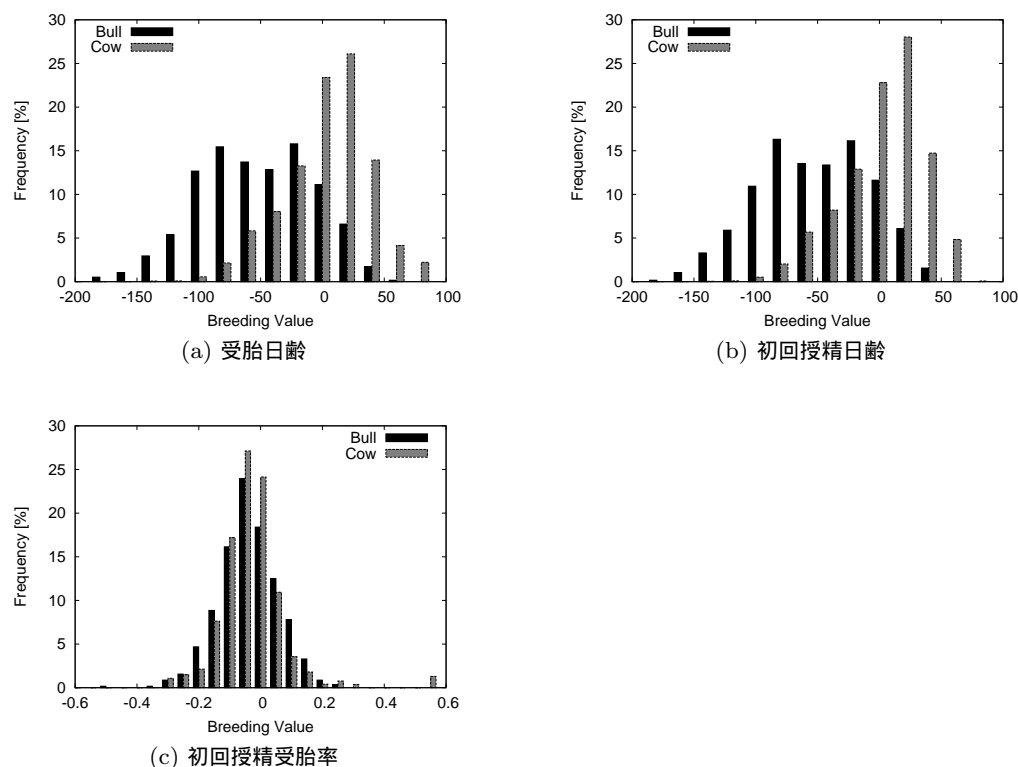 Frequency [%]
30
25
20
15
10
5
0
Bull
Cow
-200 -150 -100 -50 0 50 100
Breeding Value
(a) 受胎日齢
Frequency [%]
30
25
20
15
10
5
0
Bull
Cow
-200 -150 -100 -50 0 50 100
Breeding Value
(b) 初回授精日齢
Frequency [%]
30
25
20
15
10
5
0
Bull
Cow
-0.6 -0.4 -0.2 0 0.2 0.4 0.6
Breeding Value
(c) 初回授精受胎率